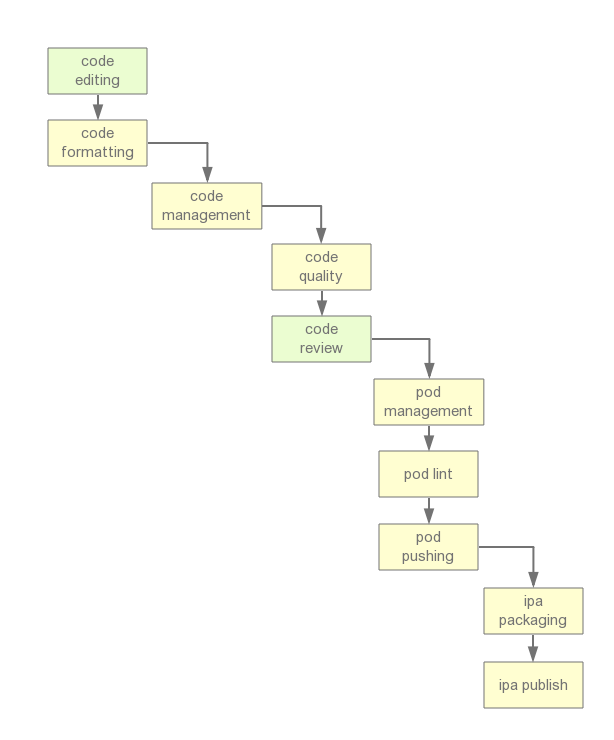 code
editing
code
formatting
code
management
code
quality
code
review
pod
management
pod lint
pod
pushing
ipa
packaging
ipa publish